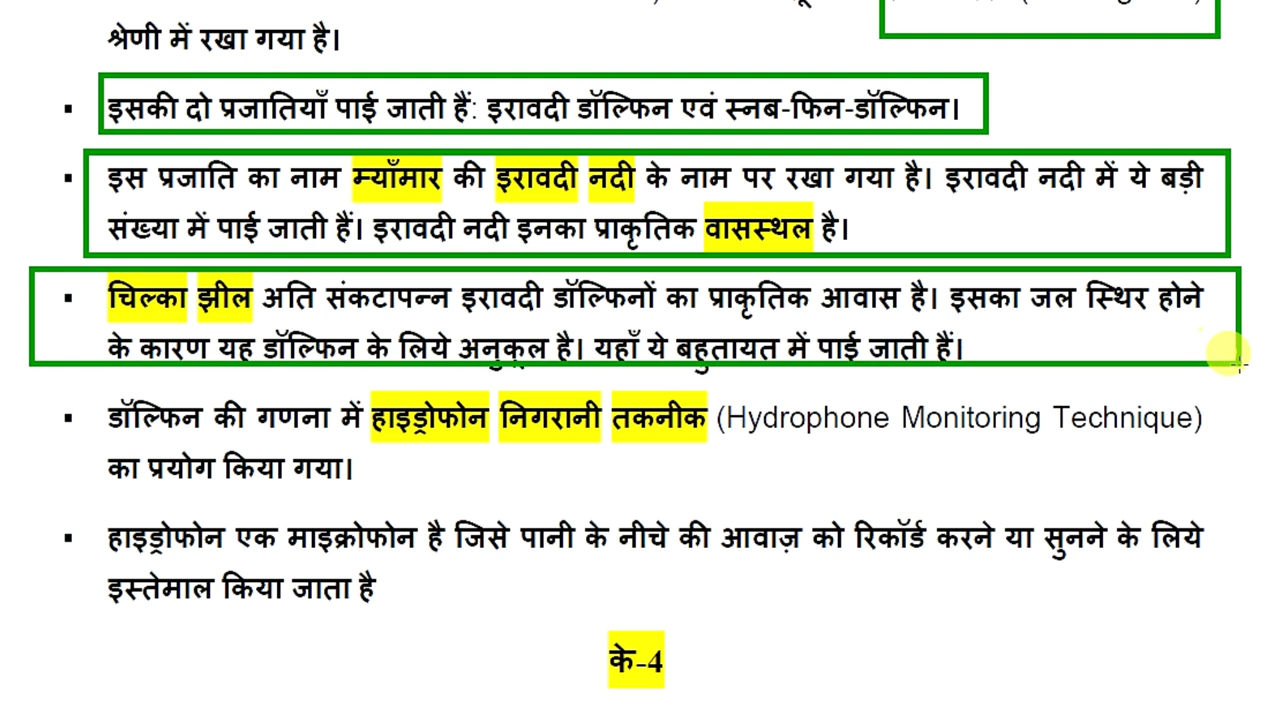 श्रेणी में रखा गया है।
▪ इसकी दो प्रजातियाँ पाई जाती हैं: इरावदी डॉल्फिन एवं स्नब-फिन-डॉल्फिन।
▪ इस प्रजाति का नाम म्याँमार की इरावदी नदी के नाम पर रखा गया है। इरावदी नदी में ये बड़ी
संख्या में पाई जाती हैं। इरावदी नदी इनका प्राकृतिक वासस्थल है।
▪ चिल्का झील अति संकटापन्न इरावदी डॉल्फिनों का प्राकृतिक आवास है। इसका जल स्थिर होने
के कारण यह डॉल्फिन के लिये अनुकूल है। यहाँ ये बहुतायत में पाई जाती हैं।
▪ डॉल्फिन की गणना में हाइड्रोफोन निगरानी तकनीक (Hydrophone Monitoring Technique)
का प्रयोग किया गया।
▪ हाइड्रोफोन एक माइक्रोफोन है जिसे पानी के नीचे की आवाज़ को रिकॉर्ड करने या सुनने के लिये
इस्तेमाल किया जाता है
के-4